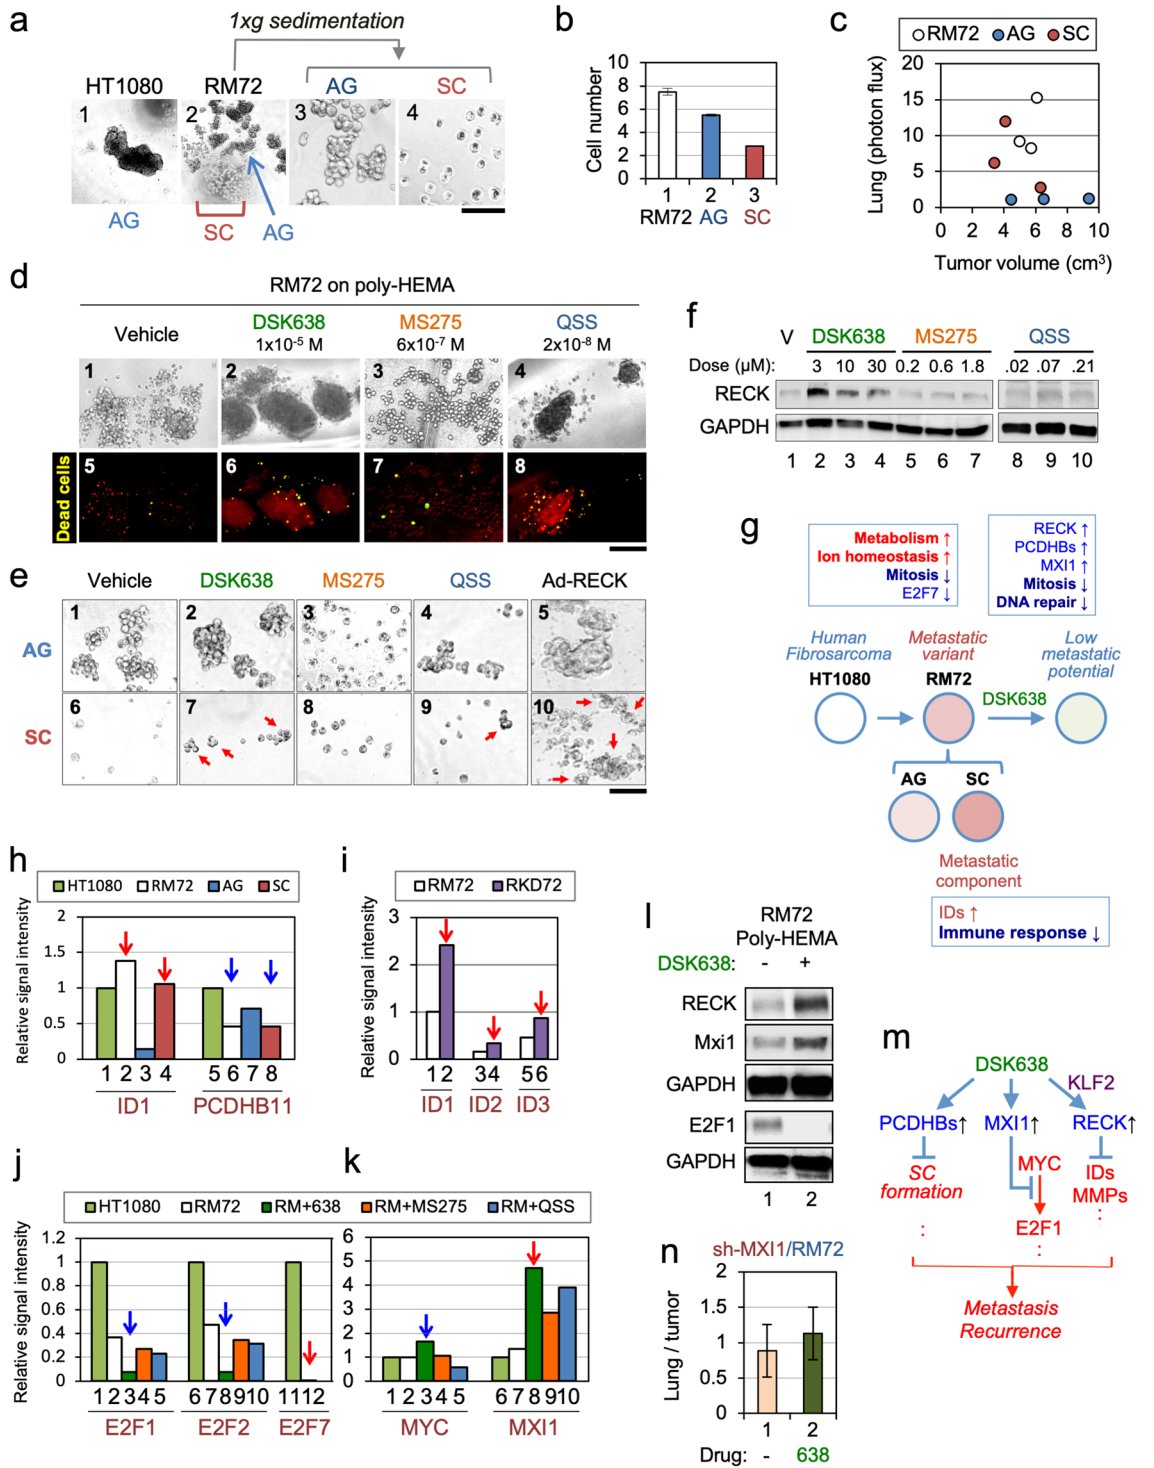 a
1xg sedimentation
HT1080
RM72
AG
SC
1
2
3
4
AG
SC
AG
b
Cell number
10
8
6
4
2
0
1
2
3
RM72
AG
SC
c
RM72
AG
SC
Lung (photon flux)
20
15
10
5
0
0
2
4
6
8
10
Tumor volume (cm³)
d
RM72 on poly-HEMA
Vehicle
DSK638
1x10⁻⁵ M
MS275
6x10⁻⁷ M
QSS
2x10⁻⁸ M
1
2
3
4
Dead cells
5
6
7
8
e
Vehicle
DSK638
MS275
QSS
Ad-RECK
AG
1
2
3
4
5
SC
6
7
8
9
10
f
V
DSK638
MS275
QSS
Dose (µM):
3
10
30
0.2
0.6
1.8
.02
.07
.21
RECK
GAPDH
1
2
3
4
5
6
7
8
9
10
g
Metabolism ↑
Ion homeostasis ↑
Mitosis ↓
E2F7 ↓
RECK ↑
PCDHBs ↑
MXI1 ↑
Mitosis ↓
DNA repair ↓
Human
Fibrosarcoma
HT1080
Metastatic
variant
RM72
DSK638
Low
metastatic
potential
AG
SC
Metastatic
component
IDs ↑
Immune response ↓
h
HT1080
RM72
AG
SC
Relative signal intensity
2
1.5
1
0.5
0
1 2 3 4
5 6 7 8
ID1
PCDHB11
i
RM72
RKD72
Relative signal intensity
3
2
1
0
1 2
3 4
5 6
ID1
ID2
ID3
j
k
HT1080
RM72
RM+638
RM+MS275
RM+QSS
Relative signal intensity
1.2
1
0.8
0.6
0.4
0.2
0
1 2 3 4 5
6 7 8 9 10
11 12
E2F1
E2F2
E2F7
6
5
4
3
2
1
0
1 2 3 4 5
6 7 8 9 10
MYC
MXI1
l
RM72
Poly-HEMA
DSK638:
-
+
RECK
Mxi1
GAPDH
E2F1
GAPDH
1
2
m
DSK638
KLF2
PCDHBs↑
MXI1↑
RECK↑
SC
formation
MYC
IDs
MMPs
E2F1
:
:
:
Metastasis
Recurrence
n
sh-MXI1/RM72
Lung / tumor
2
1.5
1
0.5
0
1
2
Drug:
-
638